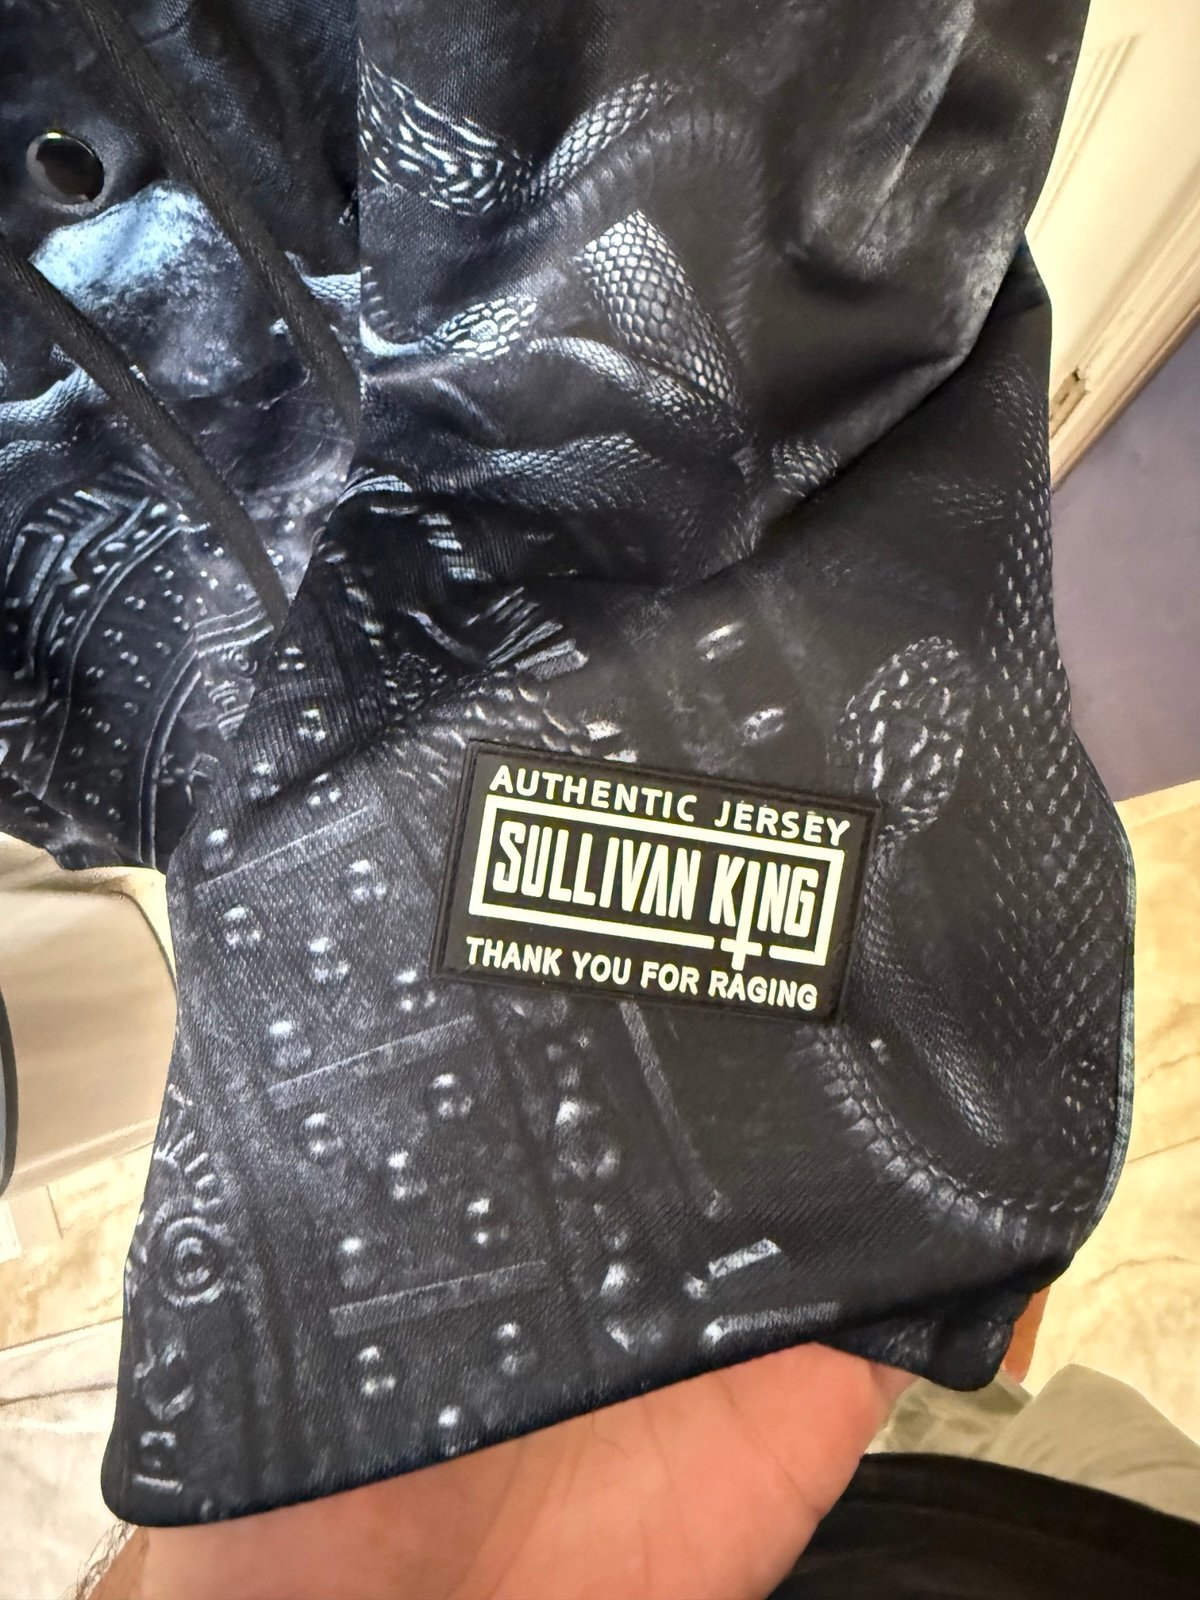 AUTHENTIC JERSEY
SULLIVAN KING
THANK YOU FOR RAGING